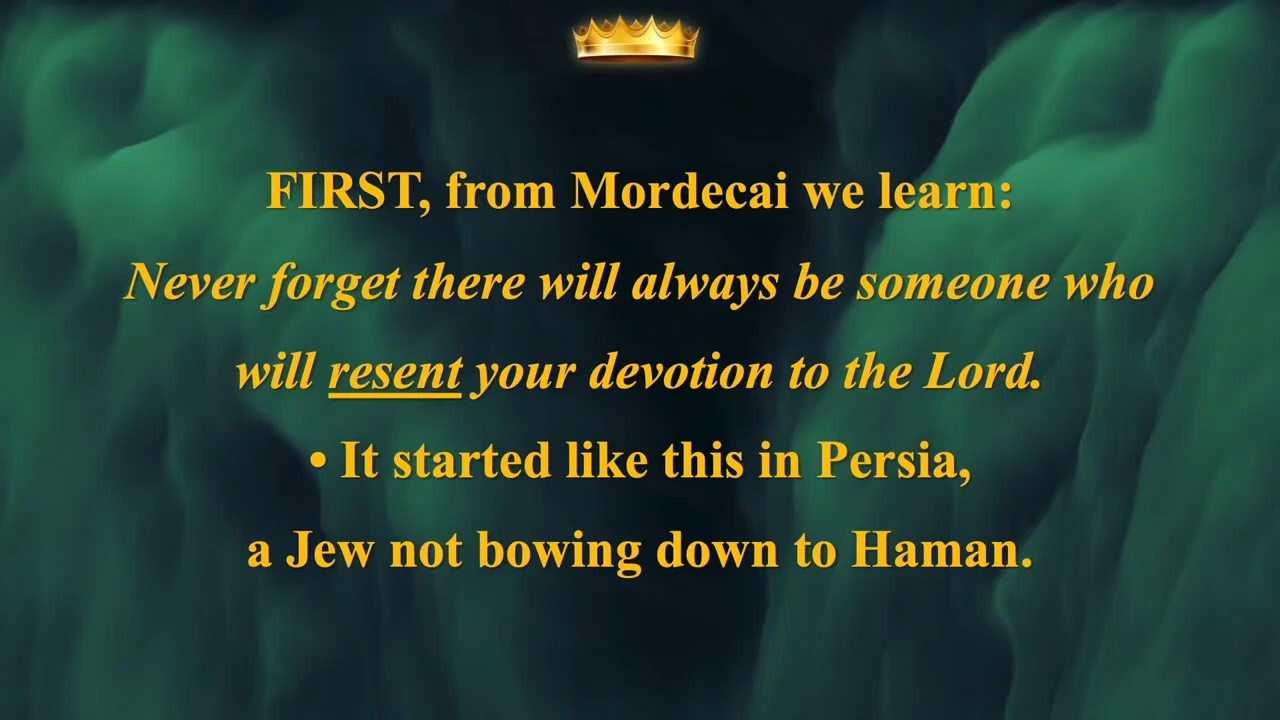 FIRST, from Mordecai we learn:
Never forget there will always be someone who
will resent your devotion to the Lord.
• It started like this in Persia,
a Jew not bowing down to Haman.